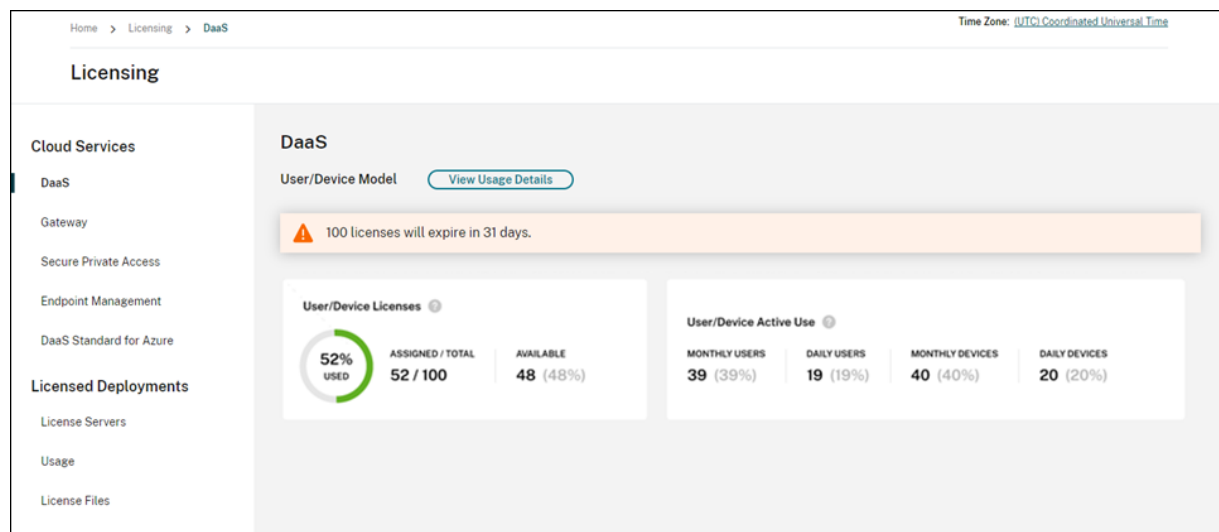 Home > Licensing > DaaS
Time Zone: (UTC) Coordinated Universal Time
Licensing
Cloud Services
DaaS
Gateway
Secure Private Access
Endpoint Management
DaaS Standard for Azure
Licensed Deployments
License Servers
Usage
License Files
DaaS
User/Device Model View Usage Details
100 licenses will expire in 31 days.
User/Device Licenses ?
52%
USED
ASSIGNED / TOTAL
52 / 100
AVAILABLE
48 (48%)
User/Device Active Use ?
MONTHLY USERS
39 (39%)
DAILY USERS
19 (19%)
MONTHLY DEVICES
40 (40%)
DAILY DEVICES
20 (20%)